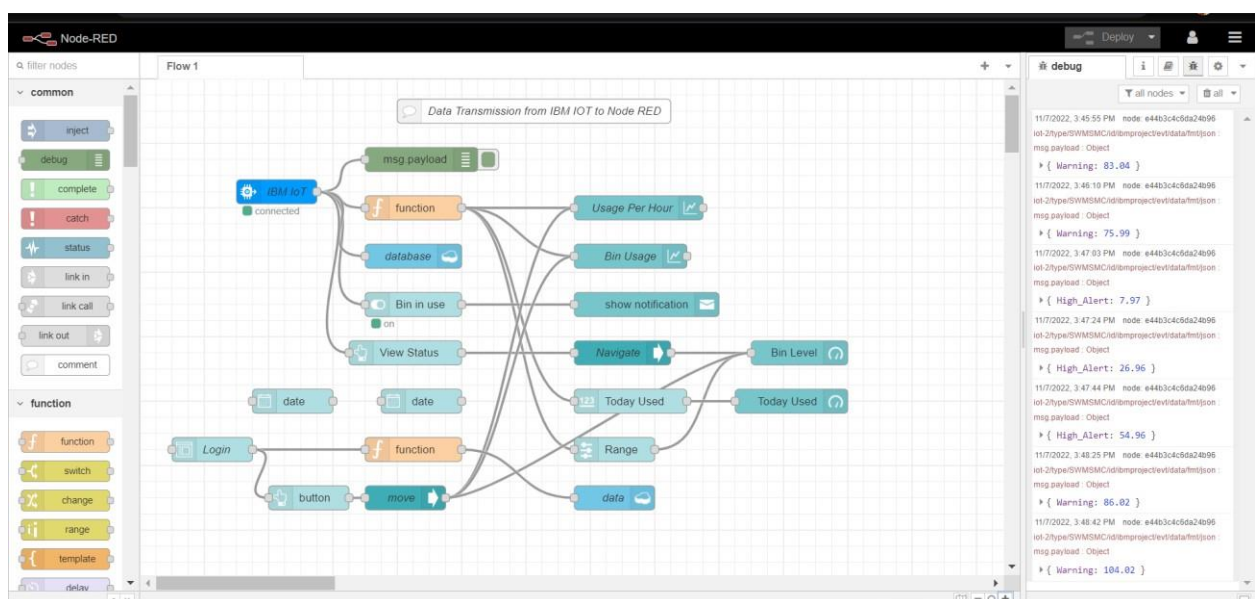 Node-RED
Deploy
filter nodes
Flow 1
debug
i
all nodes
all
common
inject
debug
complete
catch
status
link in
link call
link out
comment
function
function
switch
change
range
template
delay
Data Transmission from IBM IOT to Node RED
msg.payload
IBM IoT
connected
function
Usage Per Hour
database
Bin Usage
Bin in use
on
show notification
View Status
Navigate
Bin Level
date
date
123
Today Used
Today Used
Login
function
Range
button
move
data
11/7/2022, 3:45:55 PM node: e44b3c4c6da24b96
iot-2/type/SWMSMC/id/ibmproject/evt/data/fmt/json :
msg.payload : Object
{ Warning: 83.04 }
11/7/2022, 3:46:10 PM node: e44b3c4c6da24b96
iot-2/type/SWMSMC/id/ibmproject/evt/data/fmt/json :
msg.payload : Object
{ Warning: 75.99 }
11/7/2022, 3:47:03 PM node: e44b3c4c6da24b96
iot-2/type/SWMSMC/id/ibmproject/evt/data/fmt/json :
msg.payload : Object
{ High_Alert: 7.97 }
11/7/2022, 3:47:24 PM node: e44b3c4c6da24b96
iot-2/type/SWMSMC/id/ibmproject/evt/data/fmt/json :
msg.payload : Object
{ High_Alert: 26.96 }
11/7/2022, 3:47:44 PM node: e44b3c4c6da24b96
iot-2/type/SWMSMC/id/ibmproject/evt/data/fmt/json :
msg.payload : Object
{ High_Alert: 54.96 }
11/7/2022, 3:48:25 PM node: e44b3c4c6da24b96
iot-2/type/SWMSMC/id/ibmproject/evt/data/fmt/json :
msg.payload : Object
{ Warning: 86.02 }
11/7/2022, 3:48:42 PM node: e44b3c4c6da24b96
iot-2/type/SWMSMC/id/ibmproject/evt/data/fmt/json :
msg.payload : Object
{ Warning: 104.02 }